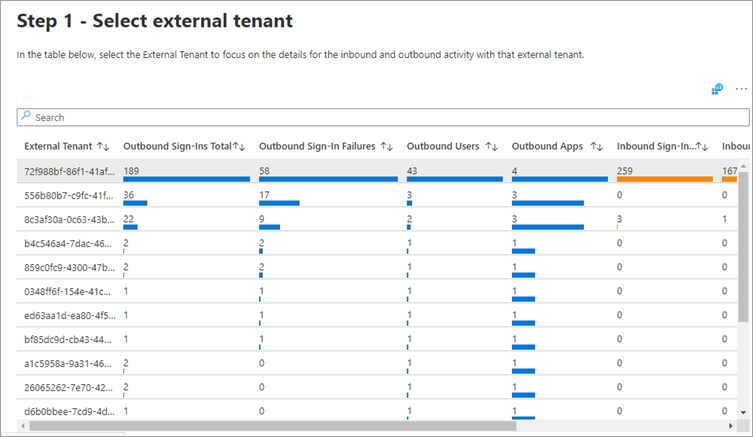 Step 1 - Select external tenant
In the table below, select the External Tenant to focus on the details for the inbound and outbound activity with that external tenant.
Search
External Tenant Outbound Sign-Ins Total Outbound Sign-In Failures Outbound Users Outbound Apps Inbound Sign-In... Inbou
72f988bf-86f1-41af... 189 58 43 4 259 167
556b80b7-c9fc-41f... 36 17 3 3 0 0
8c3af30a-0c63-43b... 22 9 2 3 3 1
b4c546a4-7dac-46... 2 2 1 1 0 0
859c0fc9-4300-47b... 2 2 1 1 0 0
0348ff6f-154e-41c... 1 1 1 1 0 0
ed63aa1d-ea80-4f5... 1 1 1 1 0 0
bf85dc9d-cb43-44... 1 1 1 1 0 0
a1c5958a-9a31-46... 2 0 1 1 0 0
26065262-7e70-42... 2 0 1 1 0 0
d6b0bbee-7cd9-4d... 1 0 1 1 0 0